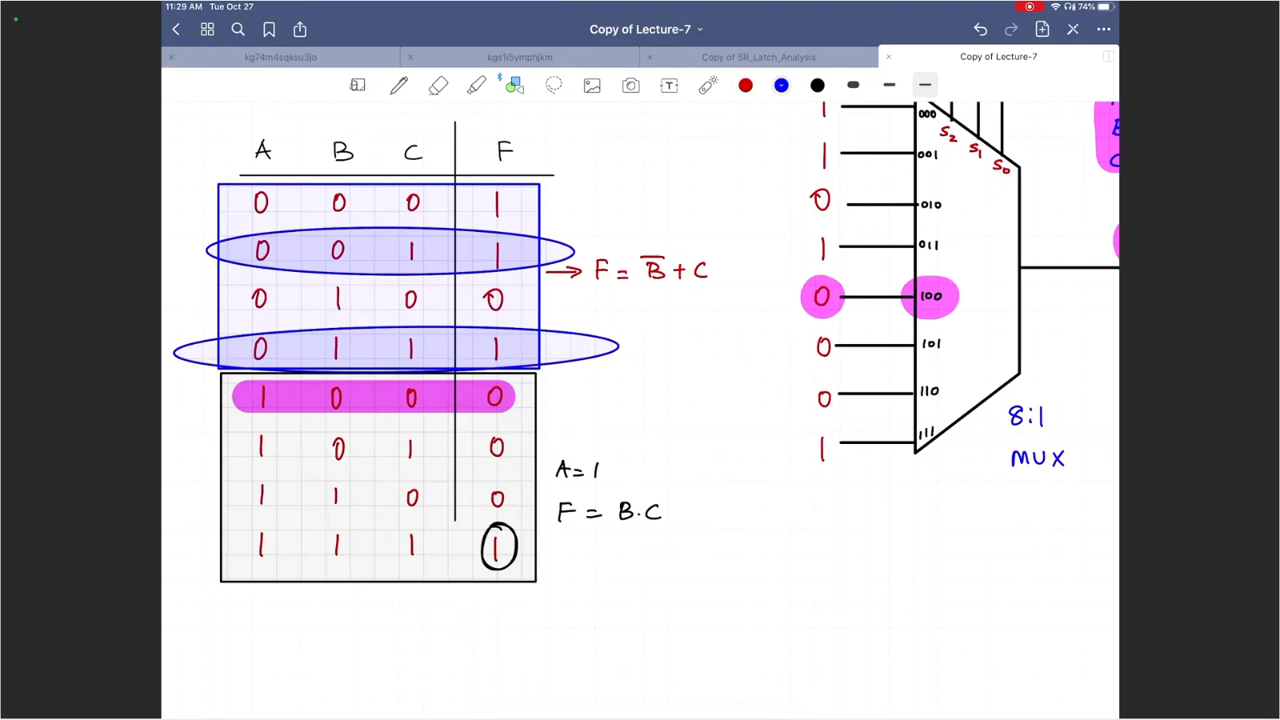 11:29 AM Tue Oct 27
74%
Copy of Lecture-7
kg74m4sqksu3jo
kgs1i5ymphjkm
Copy of SR_Latch_Analysis
Copy of Lecture-7
A B C F
0 0 0 1
0 0 1 1
0 1 0 0
0 1 1 1
1 0 0 0
1 0 1 0
1 1 0 0
1 1 1 1
→ F = B̅ + C
A = 1
F = B.C
1 000
1 001
0 010
1 011
0 100
0 101
0 110
1 111
S2 S1 S0
8:1
MUX
B
C